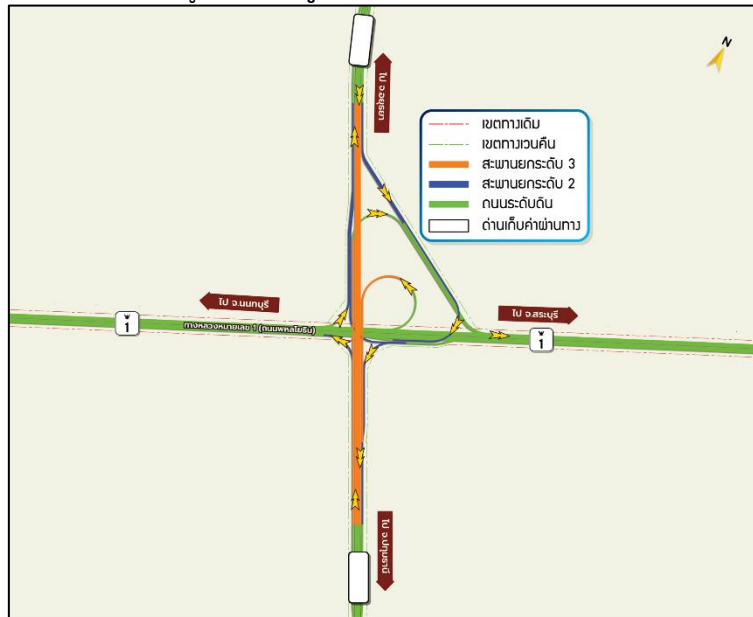 N
ไป จ.อยุธยา
เขตทางเดิม
เขตทางเวนคืน
สะพานยกระดับ 3
สะพานยกระดับ 2
ถนนระดับดิน
ด่านเก็บค่าผ่านทาง
ไป จ.นนทบุรี
ไป จ.สระบุรี
1
ทางหลวงหมายเลข 1 (ถนนพหลโยธิน)
1
ไป จ.ปทุมธานี